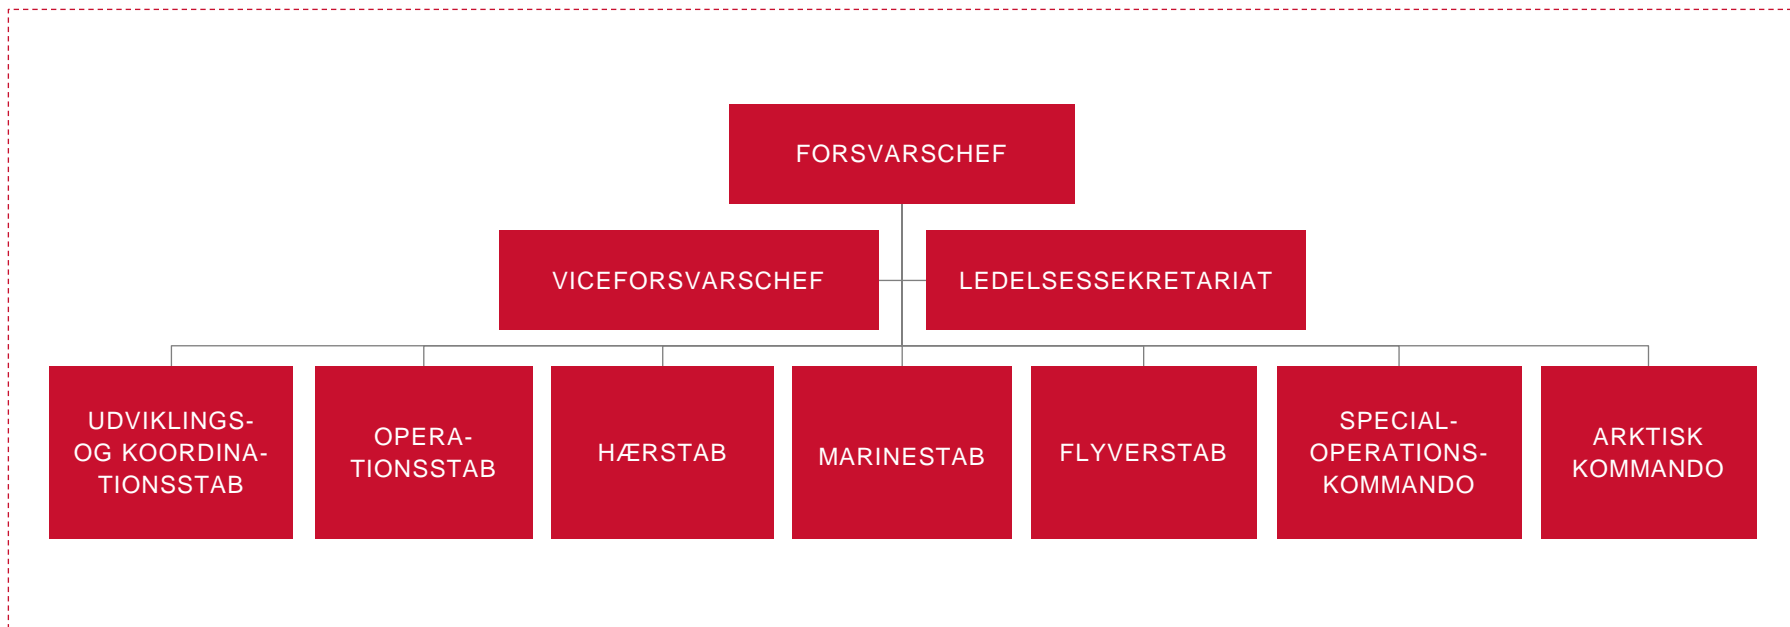 FORSVARSCHEF
VICEFORSVARSCHEF
LEDELSESSEKRETARIAT
UDVIKLINGS-
OG KOORDINA-
TIONSSTAB
OPERA-
TIONSSTAB
HÆRSTAB
MARINESTAB
FLYVERSTAB
SPECIAL-
OPERATIONS-
KOMMANDO
ARKTISK
KOMMANDO